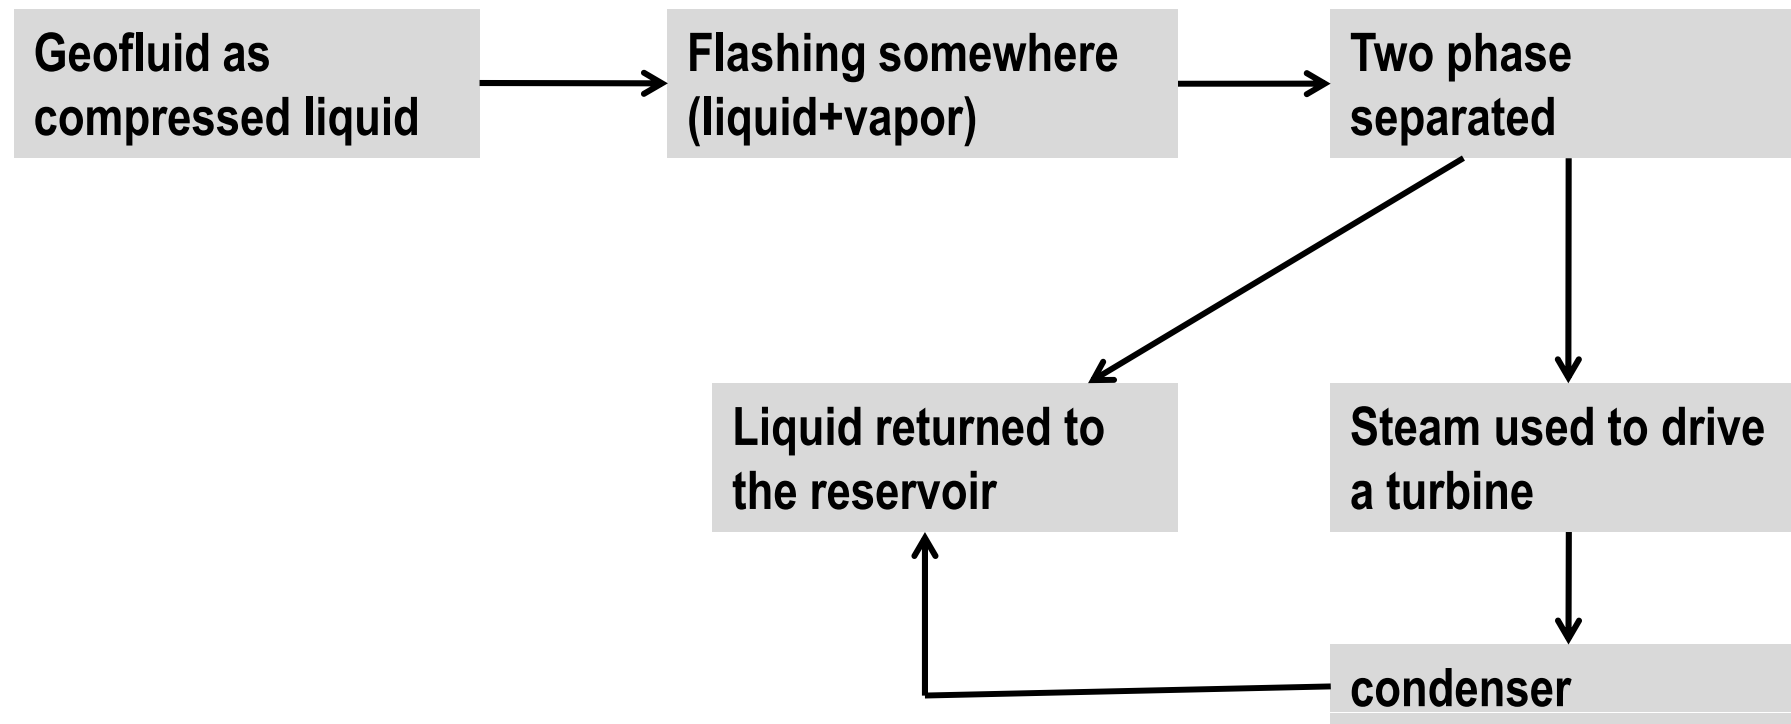 Geofluid as
compressed liquid
Flashing somewhere
(liquid+vapor)
Two phase
separated
Liquid returned to
the reservoir
Steam used to drive
a turbine
condenser